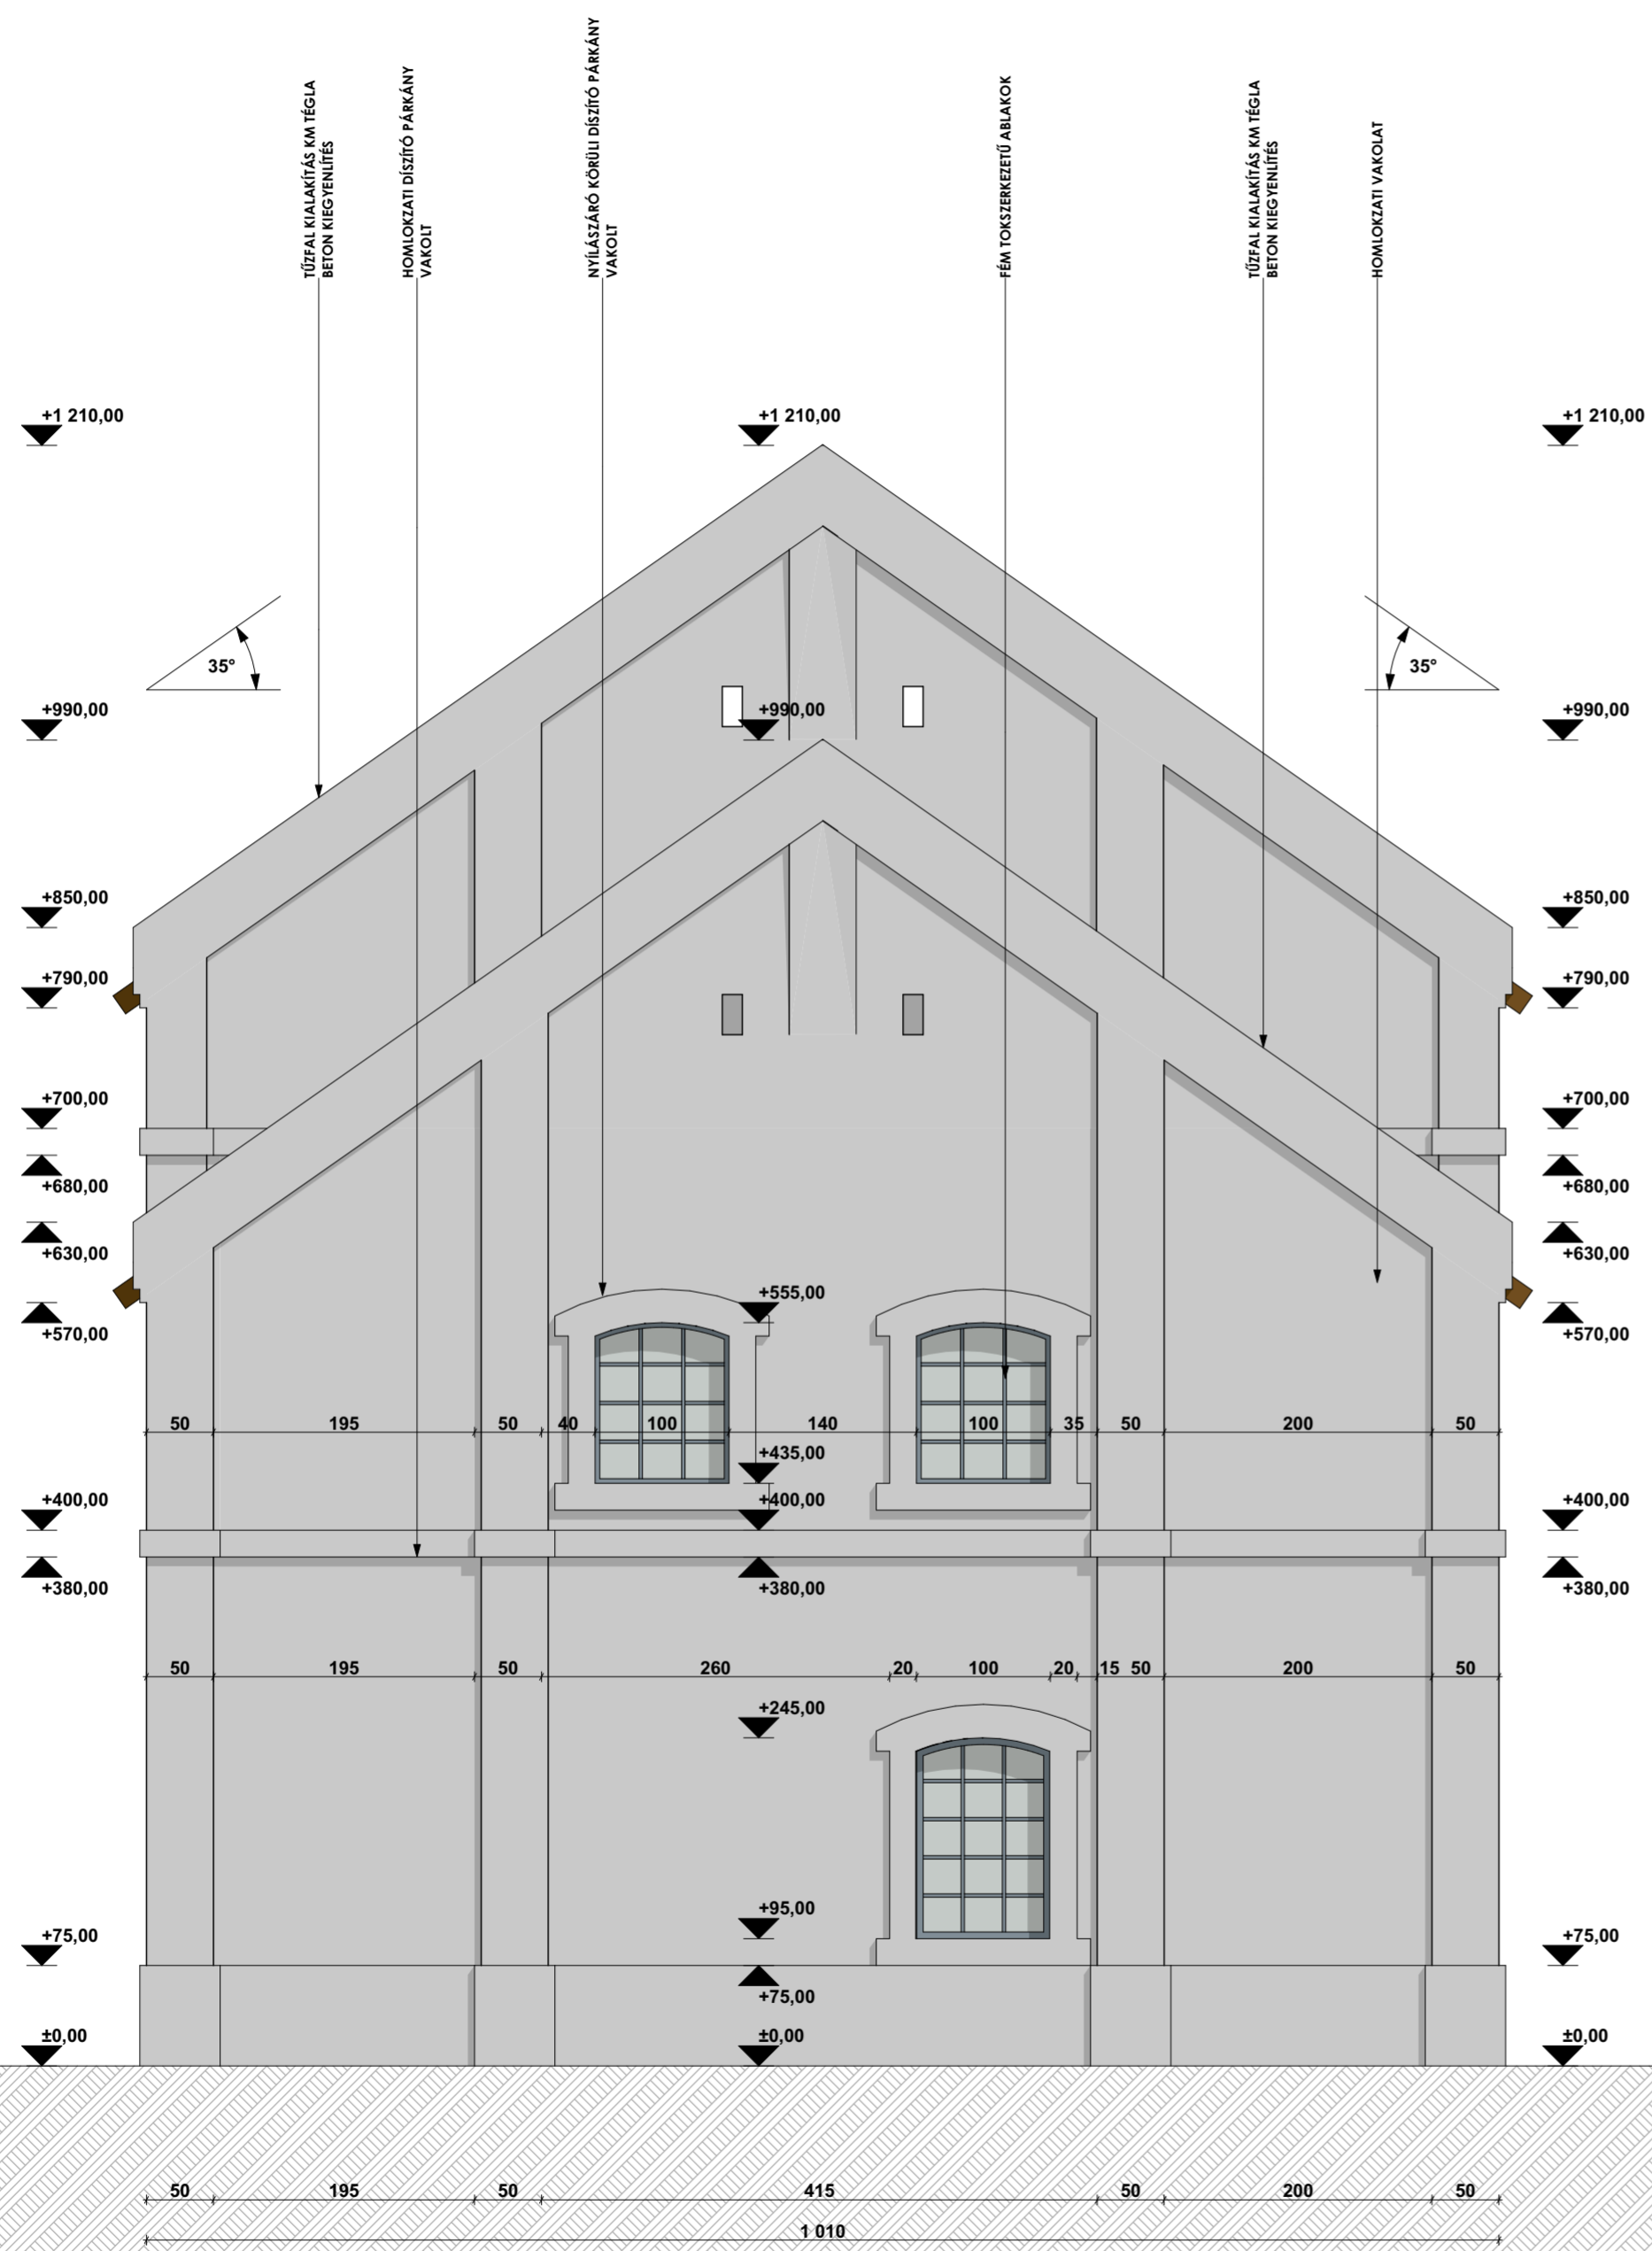 TŰZFAL KIALAKÍTÁS KM TÉGLA
BETON KIEGYENLÍTÉS
HOMLOKZATI DÍSZÍTŐ PÁRKÁNY
VAKOLT
NYÍLÁSZÁRÓ KÖRÜLI DÍSZÍTŐ PÁRKÁNY
VAKOLT
FÉM TOKSZERKEZETŰ ABLAKOK
TŰZFAL KIALAKÍTÁS KM TÉGLA
BETON KIEGYENLÍTÉS
HOMLOKZATI VAKOLAT
+1 210,00 +1 210,00 +1 210,00
35° 35°
+990,00 +990,00 +990,00
+850,00 +850,00
+790,00 +790,00
+700,00 +700,00
+680,00 +680,00
+630,00 +630,00
+555,00
+570,00 +570,00
50 195 50 40 100 140 100 35 50 200 50
+435,00
+400,00 +400,00 +400,00
+380,00 +380,00 +380,00
50 195 50 260 20 100 20 15 50 200 50
+245,00
+95,00
+75,00 +75,00
+75,00
±0,00 ±0,00 ±0,00
50 195 50 415 50 200 50
1 010